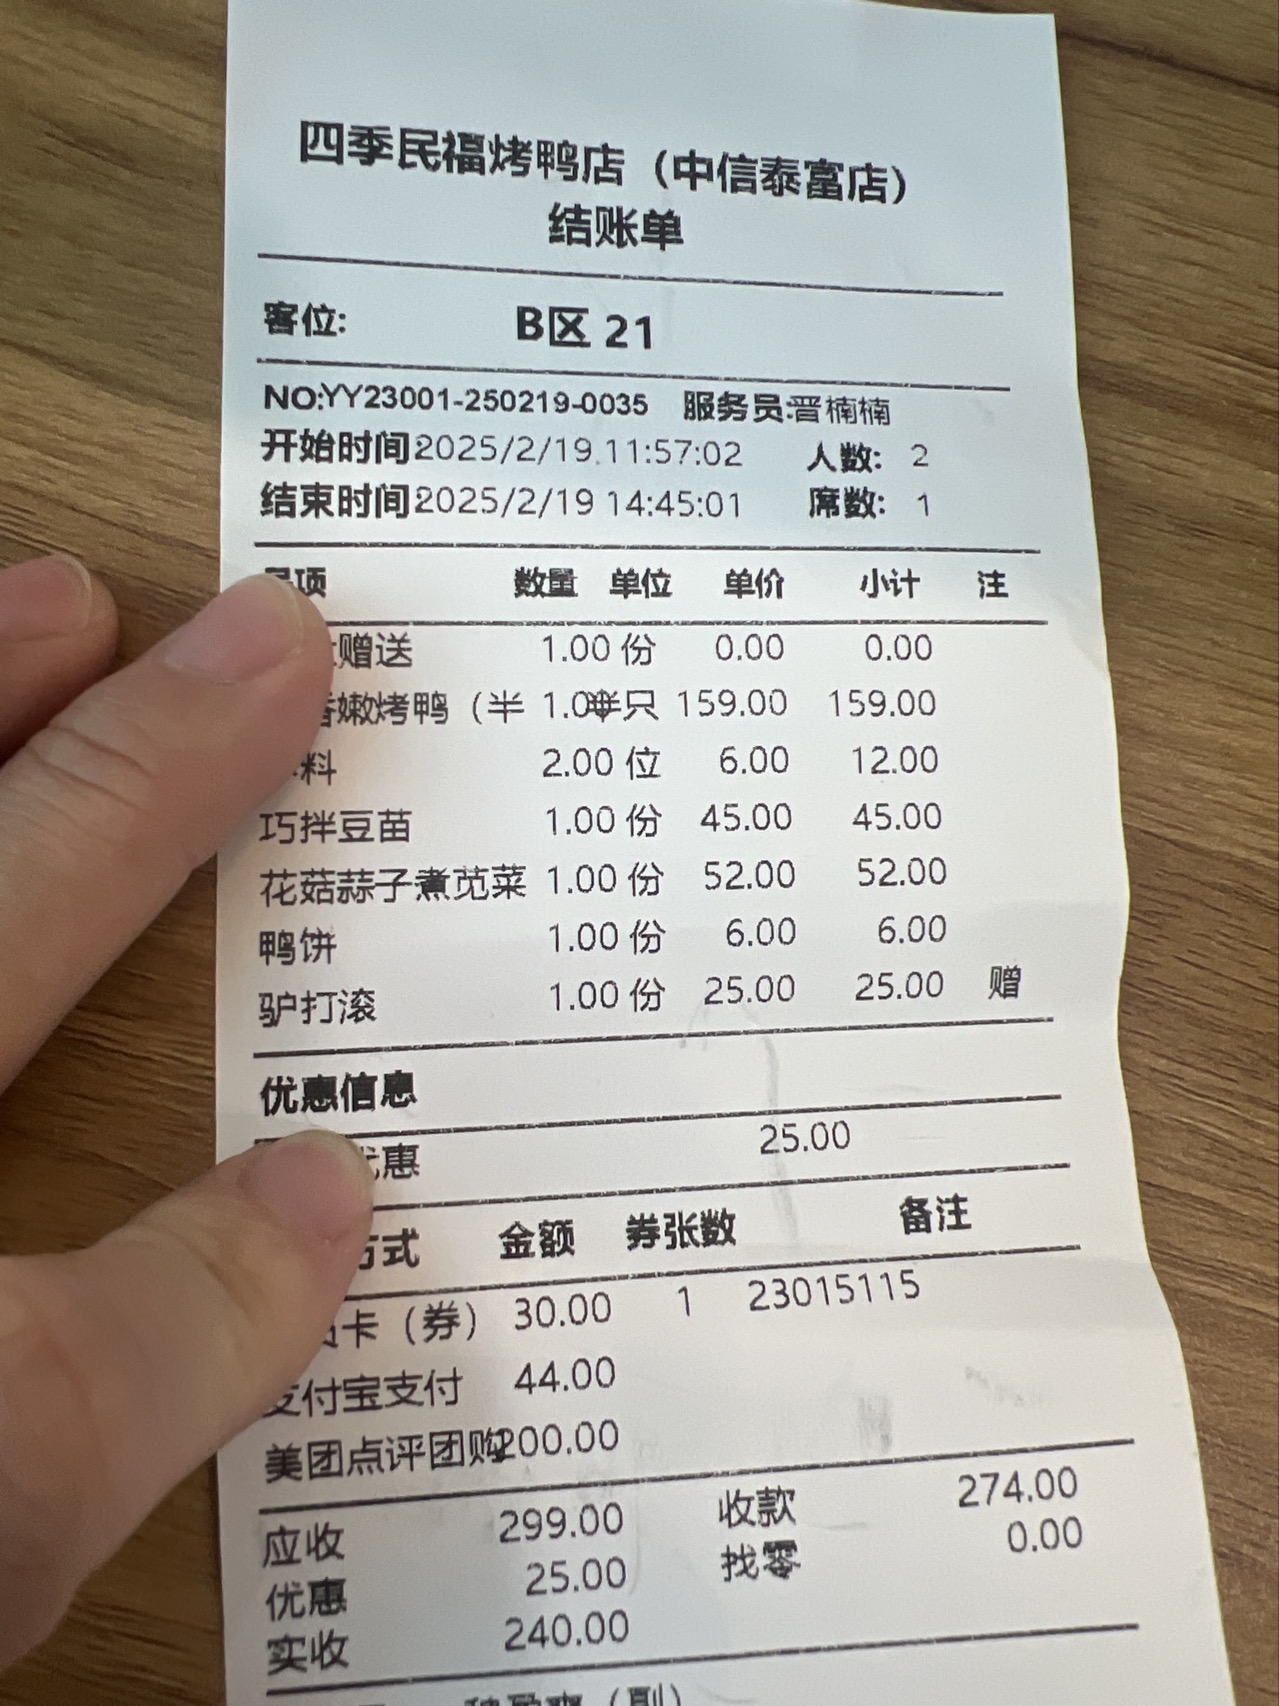 四季民福烤鸭店（中信泰富店）
结账单
客位: B区 21
NO:YY23001-250219-0035 服务员:晋楠楠
开始时间2025/2/19 11:57:02 人数: 2
结束时间2025/2/19 14:45:01 席数: 1
项 数量 单位 单价 小计 注
赠送 1.00 份 0.00 0.00
嫩烤鸭（半 1.00 半只 159.00 159.00
料 2.00 位 6.00 12.00
巧拌豆苗 1.00 份 45.00 45.00
花菇蒜子煮苋菜 1.00 份 52.00 52.00
鸭饼 1.00 份 6.00 6.00
驴打滚 1.00 份 25.00 25.00 赠
优惠信息
惠 25.00
方式 金额 券张数 备注
卡（券） 30.00 1 23015115
支付宝支付 44.00
美团点评团购200.00
应收 299.00 收款 274.00
优惠 25.00 找零 0.00
实收 240.00
（副）